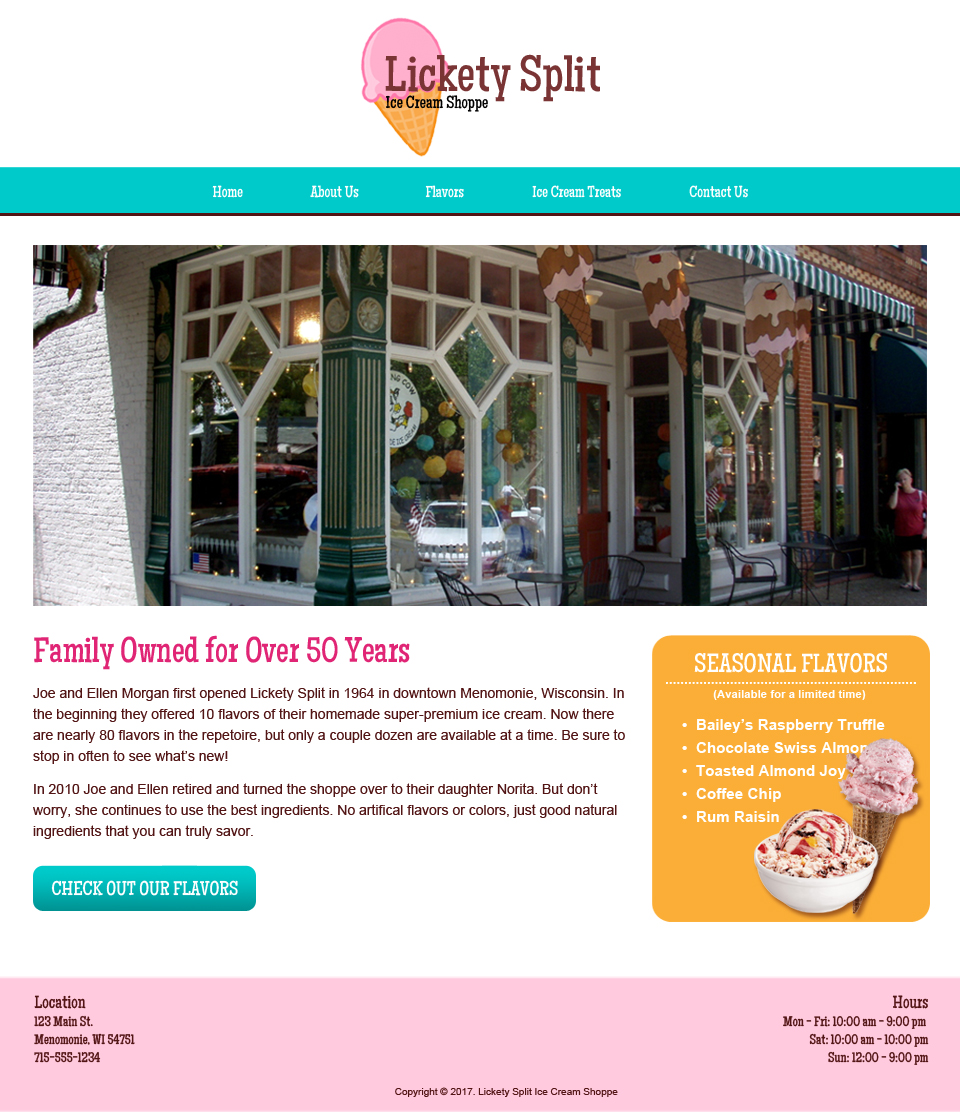 Lickety Split
Ice Cream Shoppe
Home About Us Flavors Ice Cream Treats Contact Us
NG COW
ICE CREAM
Family Owned for Over 50 Years
Joe and Ellen Morgan first opened Lickety Split in 1964 in downtown Menomonie, Wisconsin. In
the beginning they offered 10 flavors of their homemade super-premium ice cream. Now there
are nearly 80 flavors in the repetoire, but only a couple dozen are available at a time. Be sure to
stop in often to see what's new!
In 2010 Joe and Ellen retired and turned the shoppe over to their daughter Norita. But don't
worry, she continues to use the best ingredients. No artifical flavors or colors, just good natural
ingredients that you can truly savor.
CHECK OUT OUR FLAVORS
SEASONAL FLAVORS
(Available for a limited time)
• Bailey's Raspberry Truffle
• Chocolate Swiss Almon
• Toasted Almond Joy
• Coffee Chip
• Rum Raisin
Location
123 Main St.
Menomonie, WI 54751
715-555-1234
Hours
Mon - Fri: 10:00 am - 9:00 pm
Sat: 10:00 am - 10:00 pm
Sun: 12:00 - 9:00 pm
Copyright © 2017. Lickety Split Ice Cream Shoppe